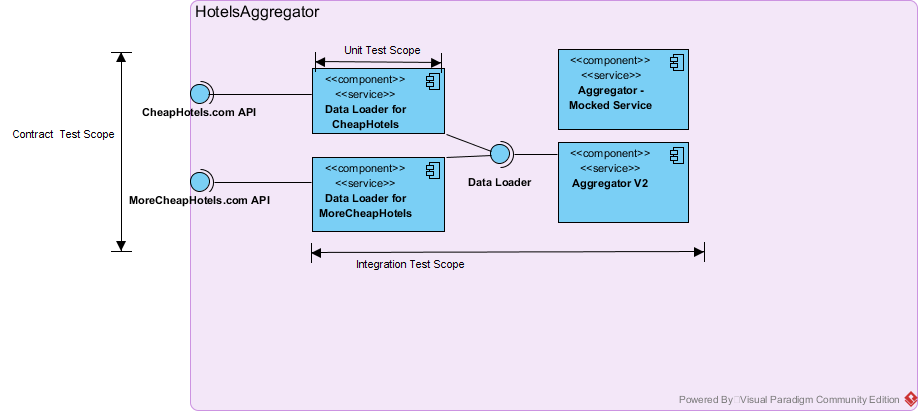 HotelsAggregator
Unit Test Scope
<<component>>
<<service>>
Data Loader for
CheapHotels
<<component>>
<<service>>
Aggregator -
Mocked Service
CheapHotels.com API
Contract  Test Scope
<<component>>
<<service>>
Data Loader for
MoreCheapHotels
MoreCheapHotels.com API
Data Loader
<<component>>
<<service>>
Aggregator V2
Integration Test Scope
Powered By Visual Paradigm Community Edition